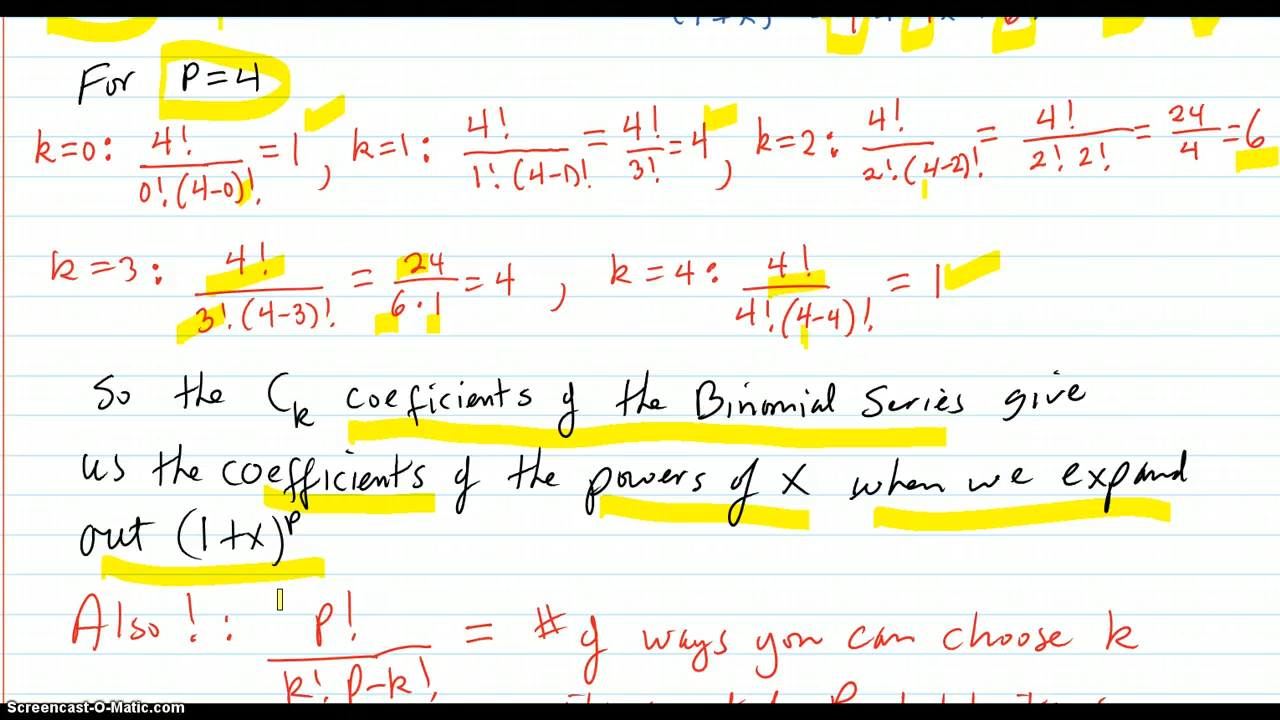 For P=4
k=0: 4!/0!(4-0)! = 1, k=1: 4!/1!(4-1)! = 4!/3! = 4, k=2: 4!/2!(4-2)! = 4!/2! 2! = 24/4 = 6
k=3: 4!/3!(4-3)! = 24/6·1 = 4, k=4: 4!/4!(4-4)! = 1
So the Ck coeficients of the Binomial Series give
us the coefficients of the powers of X when we expand
out (1+x)^p
Also!: P!/k! P-k! = # of ways you can choose k
Screencast-O-Matic.com